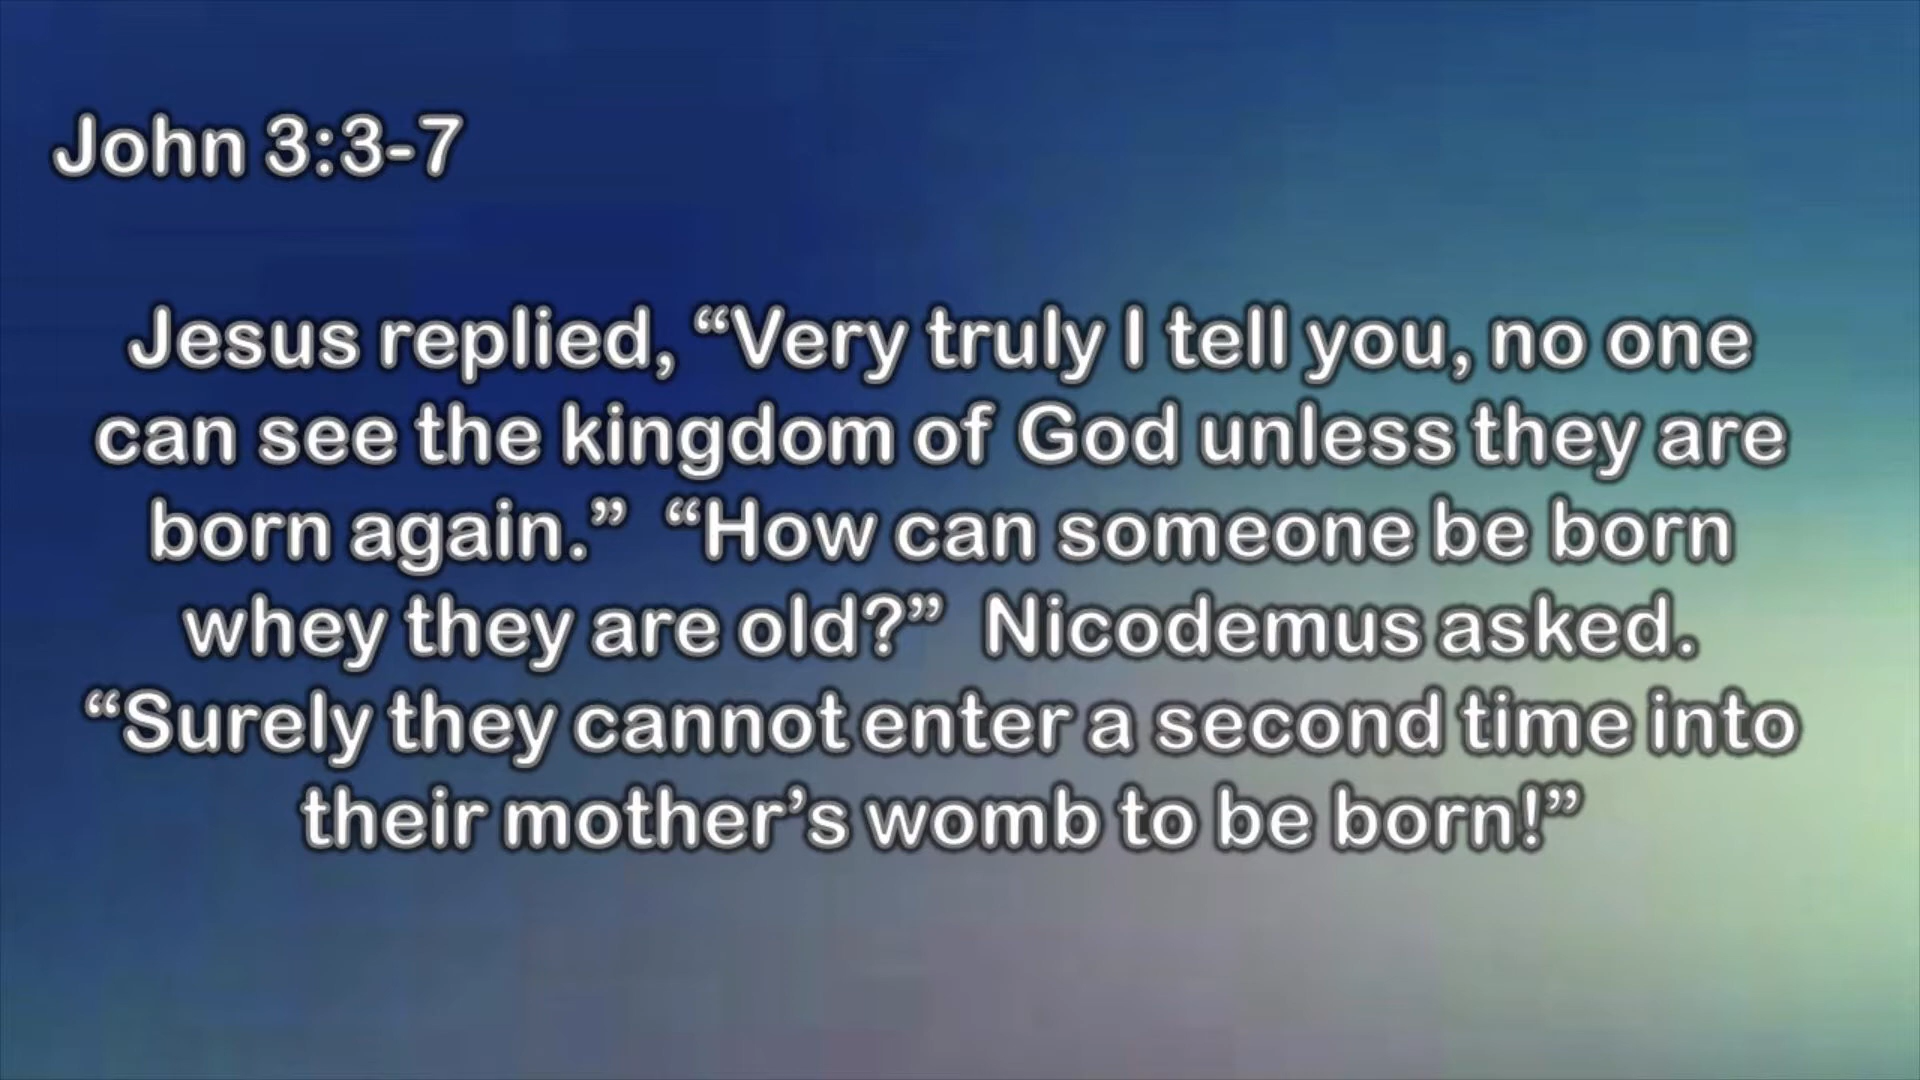 John 3:3-7
Jesus replied, “Very truly I tell you, no one
can see the kingdom of God unless they are
born again.”  “How can someone be born
whey they are old?”  Nicodemus asked.
“Surely they cannot enter a second time into
their mother’s womb to be born!”